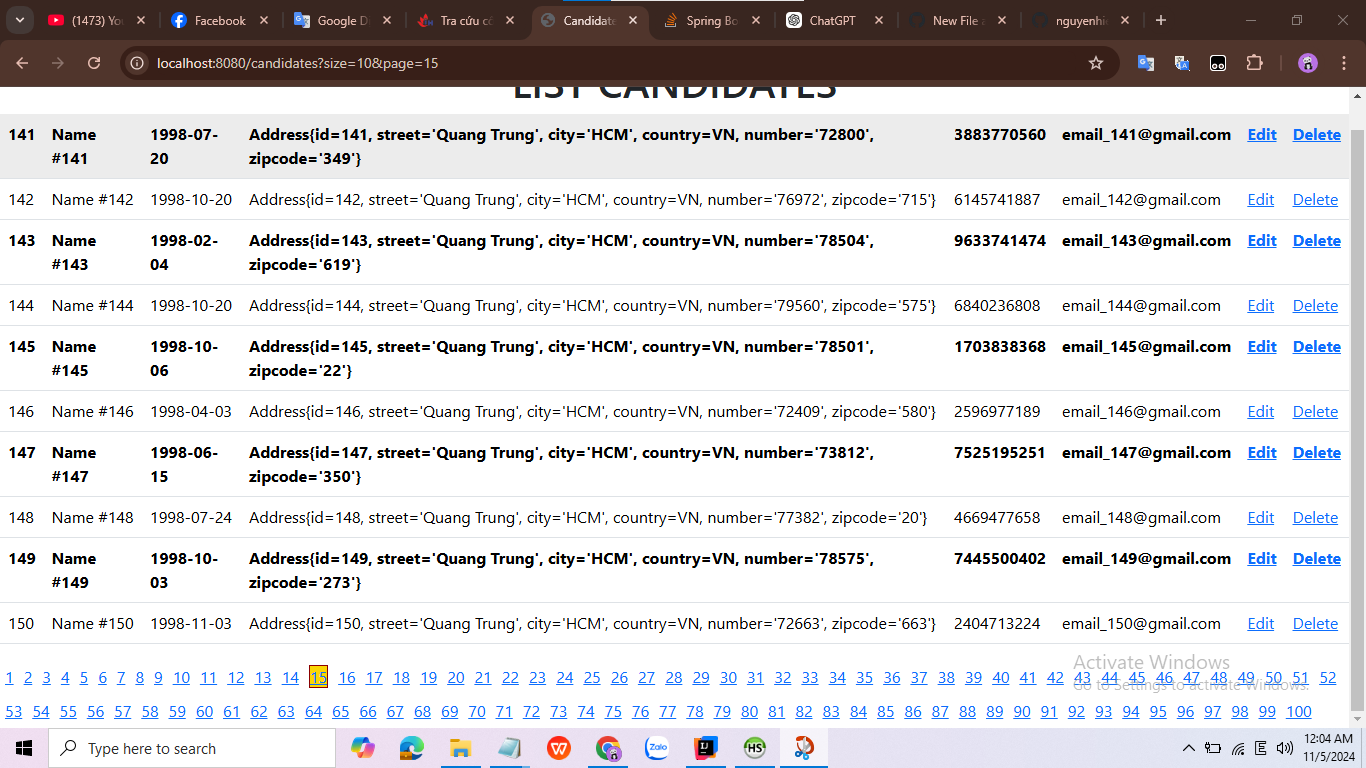 (1473) You
Facebook
Google D
Tra cứu cô
Candidate
Spring Bo
ChatGPT
New File a
nguyenhi
localhost:8080/candidates?size=10&page=15
LIST CANDIDATES
141 Name #141 1998-07-20 Address{id=141, street='Quang Trung', city='HCM', country=VN, number='72800', zipcode='349'} 3883770560 email_141@gmail.com Edit Delete
142 Name #142 1998-10-20 Address{id=142, street='Quang Trung', city='HCM', country=VN, number='76972', zipcode='715'} 6145741887 email_142@gmail.com Edit Delete
143 Name #143 1998-02-04 Address{id=143, street='Quang Trung', city='HCM', country=VN, number='78504', zipcode='619'} 9633741474 email_143@gmail.com Edit Delete
144 Name #144 1998-10-20 Address{id=144, street='Quang Trung', city='HCM', country=VN, number='79560', zipcode='575'} 6840236808 email_144@gmail.com Edit Delete
145 Name #145 1998-10-06 Address{id=145, street='Quang Trung', city='HCM', country=VN, number='78501', zipcode='22'} 1703838368 email_145@gmail.com Edit Delete
146 Name #146 1998-04-03 Address{id=146, street='Quang Trung', city='HCM', country=VN, number='72409', zipcode='580'} 2596977189 email_146@gmail.com Edit Delete
147 Name #147 1998-06-15 Address{id=147, street='Quang Trung', city='HCM', country=VN, number='73812', zipcode='350'} 7525195251 email_147@gmail.com Edit Delete
148 Name #148 1998-07-24 Address{id=148, street='Quang Trung', city='HCM', country=VN, number='77382', zipcode='20'} 4669477658 email_148@gmail.com Edit Delete
149 Name #149 1998-10-03 Address{id=149, street='Quang Trung', city='HCM', country=VN, number='78575', zipcode='273'} 7445500402 email_149@gmail.com Edit Delete
150 Name #150 1998-11-03 Address{id=150, street='Quang Trung', city='HCM', country=VN, number='72663', zipcode='663'} 2404713224 email_150@gmail.com Edit Delete
Activate Windows
1 2 3 4 5 6 7 8 9 10 11 12 13 14 15 16 17 18 19 20 21 22 23 24 25 26 27 28 29 30 31 32 33 34 35 36 37 38 39 40 41 42 43 44 45 46 47 48 49 50 51 52
Go to Settings to activate Windows.
53 54 55 56 57 58 59 60 61 62 63 64 65 66 67 68 69 70 71 72 73 74 75 76 77 78 79 80 81 82 83 84 85 86 87 88 89 90 91 92 93 94 95 96 97 98 99 100
Type here to search
Zalo
HS
12:04 AM
11/5/2024